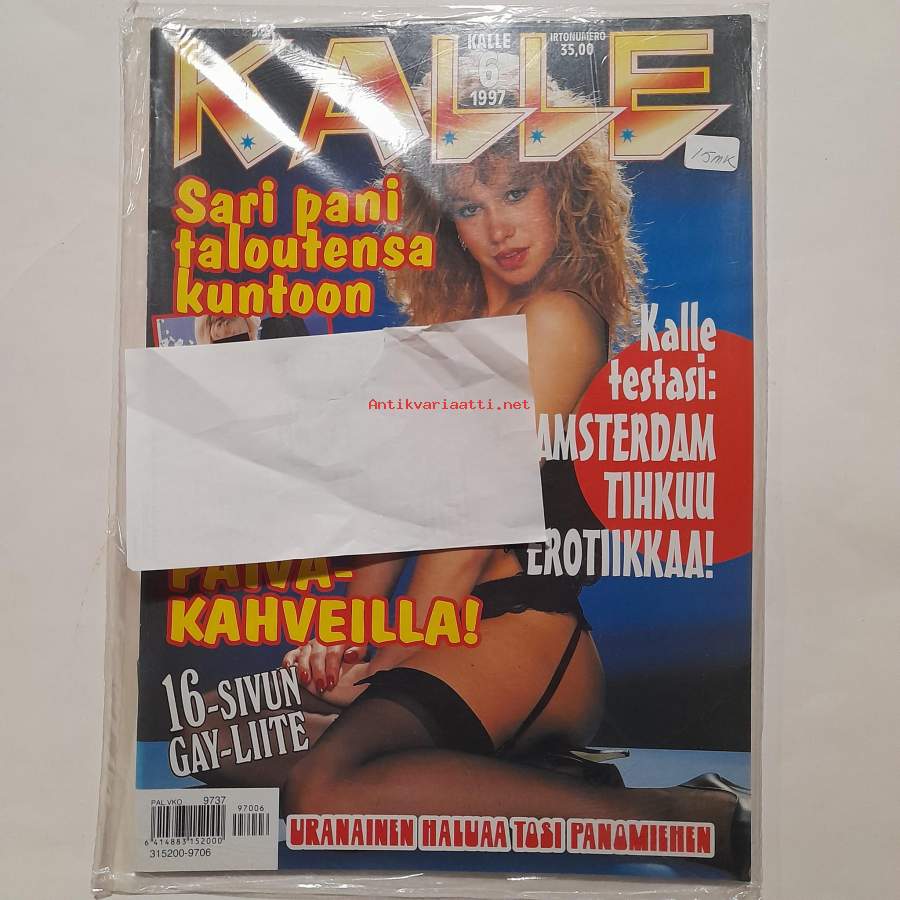 KALLE
KALLE
6
1997
IRTONUMERO
35,00
15mk
Sari pani
taloutensa
kuntoon
Kalle
testasi:
AMSTERDAM
TIHKUU
EROTIIKKAA!
Antikvariaatti.net
PÄIVÄ-
KAHVEILLA!
16-SIVUN
GAY-LIITE
PAL.VKO 9737
97006
6 414883 152000
315200-9706
URANAINEN HALUAA TOSI PANOMIEHEN